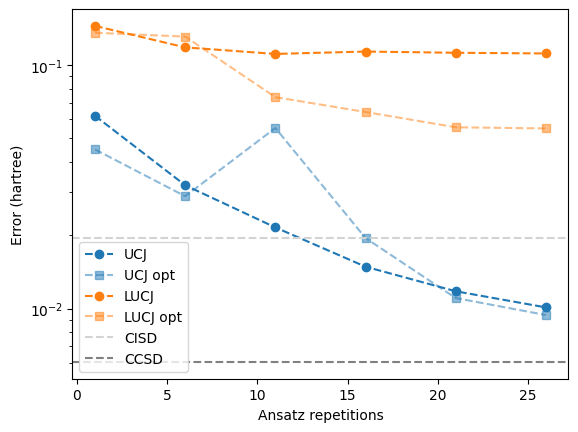 Error (hartree)
10⁻¹
10⁻²
UCJ
UCJ opt
LUCJ
LUCJ opt
CISD
CCSD
0
5
10
15
20
25
Ansatz repetitions